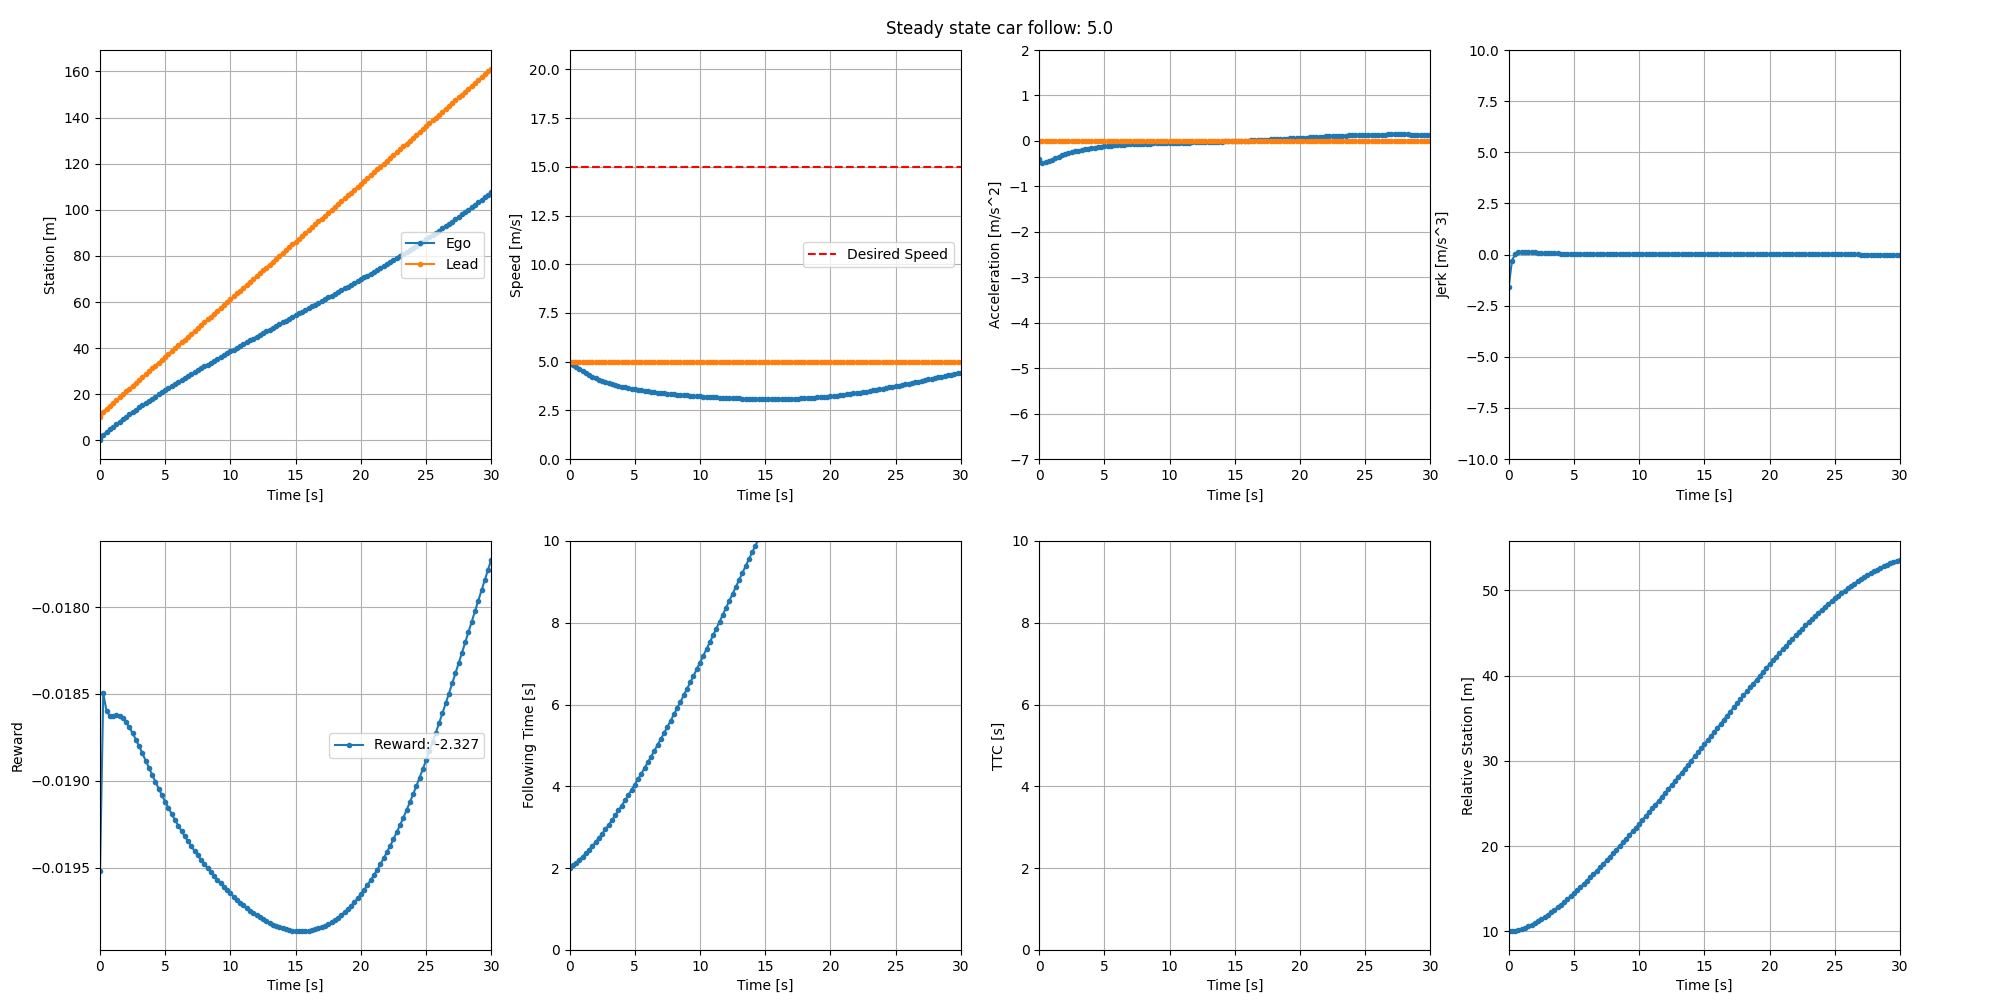 Steady state car follow: 5.0
Station [m]
160
140
120
100
80
60
40
20
0
Ego
Lead
0 5 10 15 20 25 30
Time [s]
Speed [m/s]
20.0
17.5
15.0
12.5
10.0
7.5
5.0
2.5
0.0
Desired Speed
0 5 10 15 20 25 30
Time [s]
Acceleration [m/s^2]
2
1
0
−1
−2
−3
−4
−5
−6
−7
0 5 10 15 20 25 30
Time [s]
Jerk [m/s^3]
10.0
7.5
5.0
2.5
0.0
−2.5
−5.0
−7.5
−10.0
0 5 10 15 20 25 30
Time [s]
Reward
−0.0180
−0.0185
−0.0190
−0.0195
Reward: -2.327
0 5 10 15 20 25 30
Time [s]
Following Time [s]
10
8
6
4
2
0
0 5 10 15 20 25 30
Time [s]
TTC [s]
10
8
6
4
2
0
0 5 10 15 20 25 30
Time [s]
Relative Station [m]
50
40
30
20
10
0 5 10 15 20 25 30
Time [s]